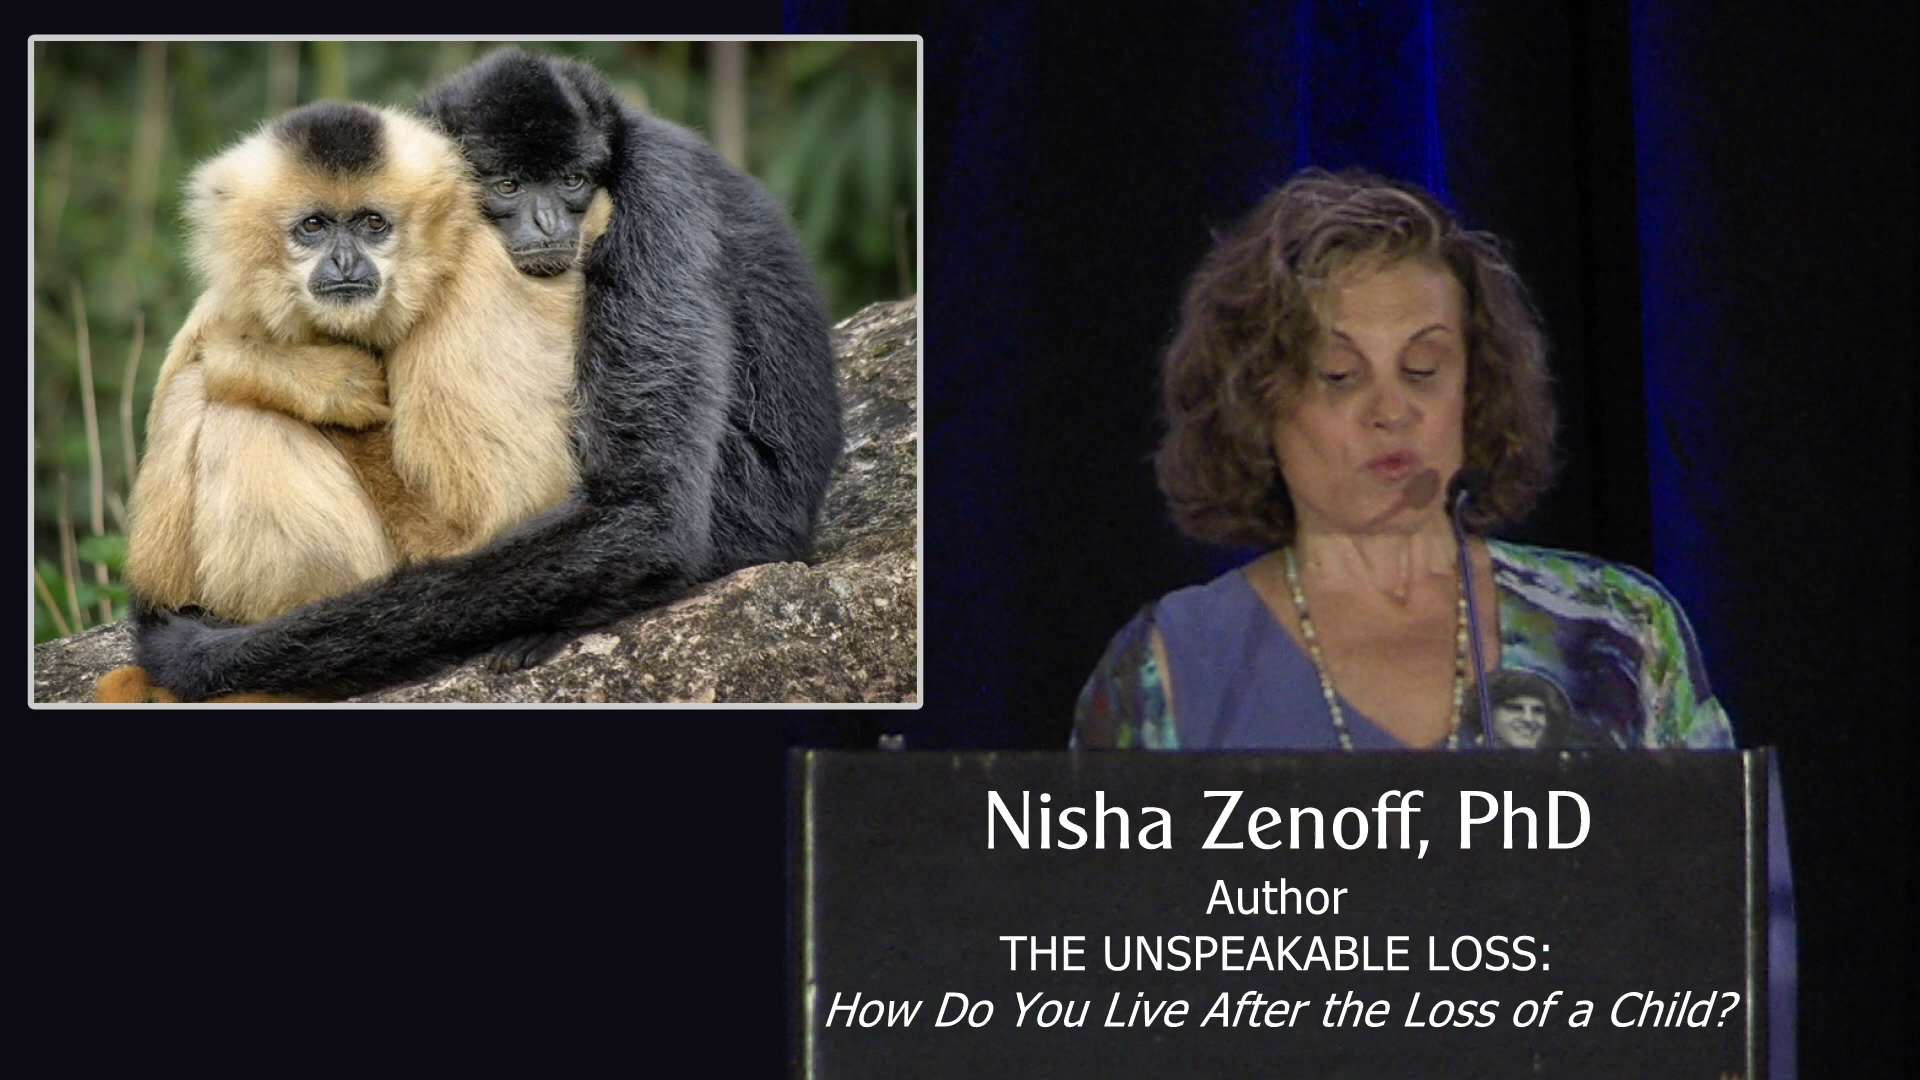 Nisha Zenoff, PhD
Author
THE UNSPEAKABLE LOSS:
How Do You Live After the Loss of a Child?